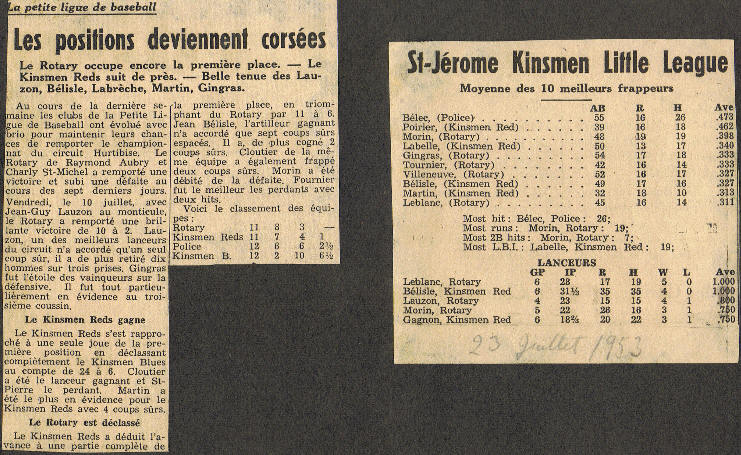 La petite ligue de baseball
Les positions deviennent corsées
Le Rotary occupe encore la première place. — Le
Kinsmen Reds suit de près. — Belle tenue des Lau-
zon, Bélisle, Labrèche, Martin, Gingras.
Au cours de la dernière se-
maine les clubs de la Petite Li-
gue de Baseball ont évolué avec
brio pour maintenir leurs chan-
ces de remporter le champion-
nat du circuit Hurtibise. Le
Rotary de Raymond Aubry et
Charly St-Michel a remporté une
victoire et subi une défaite au
cours des sept derniers jours.
Vendredi, le 10 juillet, avec
Jean-Guy Lauzon au monticule,
le Rotary a remporté une bril-
lante victoire de 10 à 2. Lau-
zon, un des meilleurs lanceurs
du circuit n'a accordé qu'un seul
coup sûr, il a de plus retiré dix
hommes sur trois prises. Gingras
fut l'étoile des vainqueurs sur la
défensive. Il fut tout particu-
lièrement en évidence au troi-
sième coussin.
Le Kinsmen Reds gagne
Le Kinsmen Reds s'est rappro-
ché à une seule joue de la pre-
mière position en déclassant
complètement le Kinsmen Blues
au compte de 24 à 6. Cloutier
a été le lanceur gagnant et St-
Pierre le perdant. Martin a
été le plus en évidence pour le
Kinsmen Reds avec 4 coups sûrs.
Le Rotary est déclassé
Le Kinsmen Reds a déduit l'a-
vance à une partie complète de
la première place, en triom-
phant du Rotary par 11 à 6.
Jean Bélisle, l'artilleur gagnant
n'a accordé que sept coups sûrs
espacés. Il a, de plus cogné 2
coups sûrs. Cloutier de la mê-
me équipe a également frappé
deux coups sûrs. Morin a été
débité de la défaite. Fournier
fut le meilleur des perdants avec
deux hits.
Voici le classement des équi-
pes:
Rotary 11 8 3 —
Kinsmen Reds 11 7 4 1
Police 12 6 6 2½
Kinsmen B. 12 2 10 6½
St-Jérome Kinsmen Little League
Moyenne des 10 meilleurs frappeurs
AB R H Ave
Bélec, (Police) 55 16 26 .473
Poirier, (Kinsmen Red) 39 16 18 .462
Morin, (Rotary) 48 19 19 .398
Labelle, (Kinsmen Red) 50 13 17 .340
Gingras, (Rotary) 54 17 18 .333
Tournier, (Rotary) 42 16 14 .333
Villeneuve, (Rotary) 52 16 17 .327
Bélisle, (Kinsmen Red) 49 17 16 .327
Martin, (Kinsmen Red) 32 18 10 .313
Leblanc, (Rotary) 45 16 14 .311
Most hit: Bélec, Police: 26;
Most runs: Morin, Rotary: 19;
Most 2B hits: Morin, Rotary: 7;
Most L.B.I.: Labelle, Kinsmen Red: 19;
LANCEURS
GP IP R H W L Ave
Leblanc, Rotary 6 28 17 19 5 0 1.000
Bélisle, Kinsmen Red 6 31⅓ 35 35 4 0 1.000
Lauzon, Rotary 4 23 15 15 4 1 .800
Morin, Rotary 5 22 26 16 3 1 .750
Gagnon, Kinsmen Red 6 18⅔ 20 22 3 1 .750
23 Juillet 1953